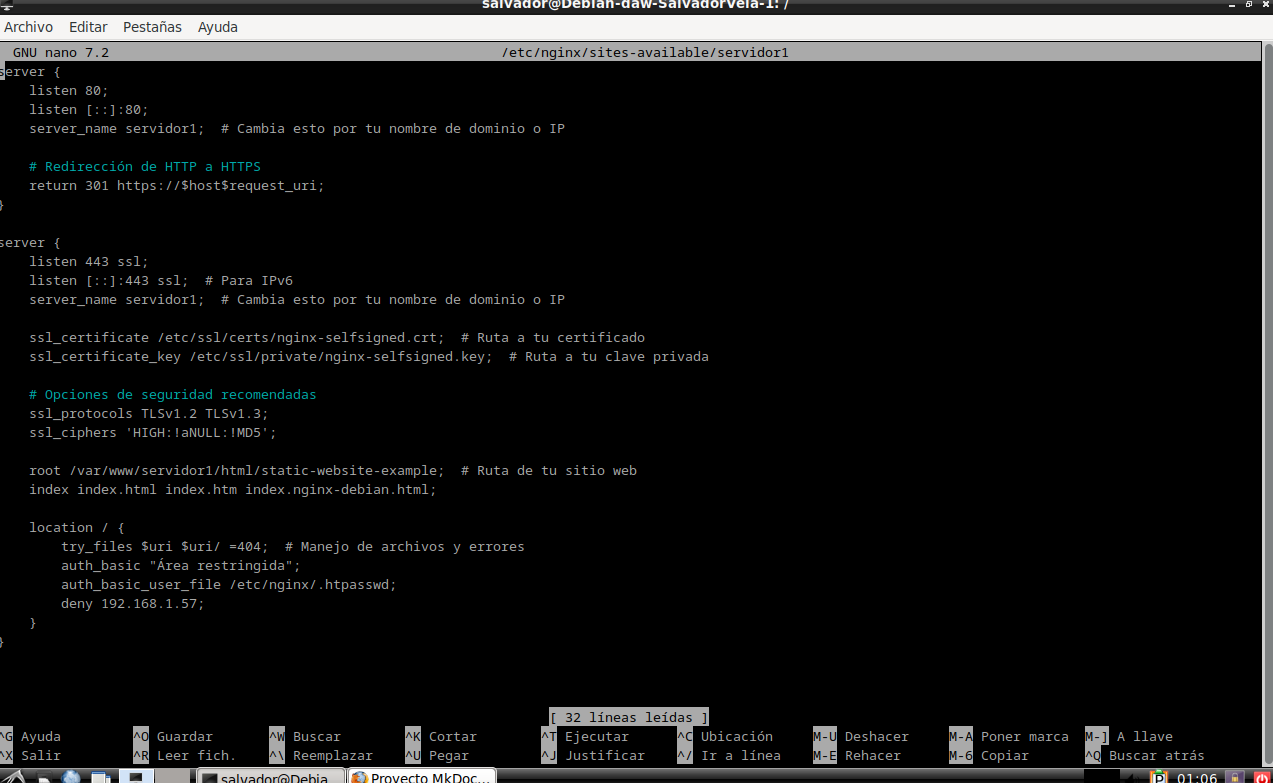 salvador@Debian-daw-SalvadorVela-1: /
Archivo Editar Pestañas Ayuda
GNU nano 7.2 /etc/nginx/sites-available/servidor1
server {
    listen 80;
    listen [::]:80;
    server_name servidor1;  # Cambia esto por tu nombre de dominio o IP

    # Redirección de HTTP a HTTPS
    return 301 https://$host$request_uri;
}

server {
    listen 443 ssl;
    listen [::]:443 ssl;  # Para IPv6
    server_name servidor1;  # Cambia esto por tu nombre de dominio o IP

    ssl_certificate /etc/ssl/certs/nginx-selfsigned.crt;  # Ruta a tu certificado
    ssl_certificate_key /etc/ssl/private/nginx-selfsigned.key;  # Ruta a tu clave privada

    # Opciones de seguridad recomendadas
    ssl_protocols TLSv1.2 TLSv1.3;
    ssl_ciphers 'HIGH:!aNULL:!MD5';

    root /var/www/servidor1/html/static-website-example;  # Ruta de tu sitio web
    index index.html index.htm index.nginx-debian.html;

    location / {
        try_files $uri $uri/ =404;  # Manejo de archivos y errores
        auth_basic "Área restringida";
        auth_basic_user_file /etc/nginx/.htpasswd;
        deny 192.168.1.57;
    }
}
[ 32 líneas leídas ]
^G Ayuda ^O Guardar ^W Buscar ^K Cortar ^T Ejecutar ^C Ubicación M-U Deshacer M-A Poner marca M-] A llave
^X Salir ^R Leer fich. ^\ Reemplazar ^U Pegar ^J Justificar ^/ Ir a línea M-E Rehacer M-6 Copiar ^Q Buscar atrás
salvador@Debia... Proyecto MkDoc... 01:06